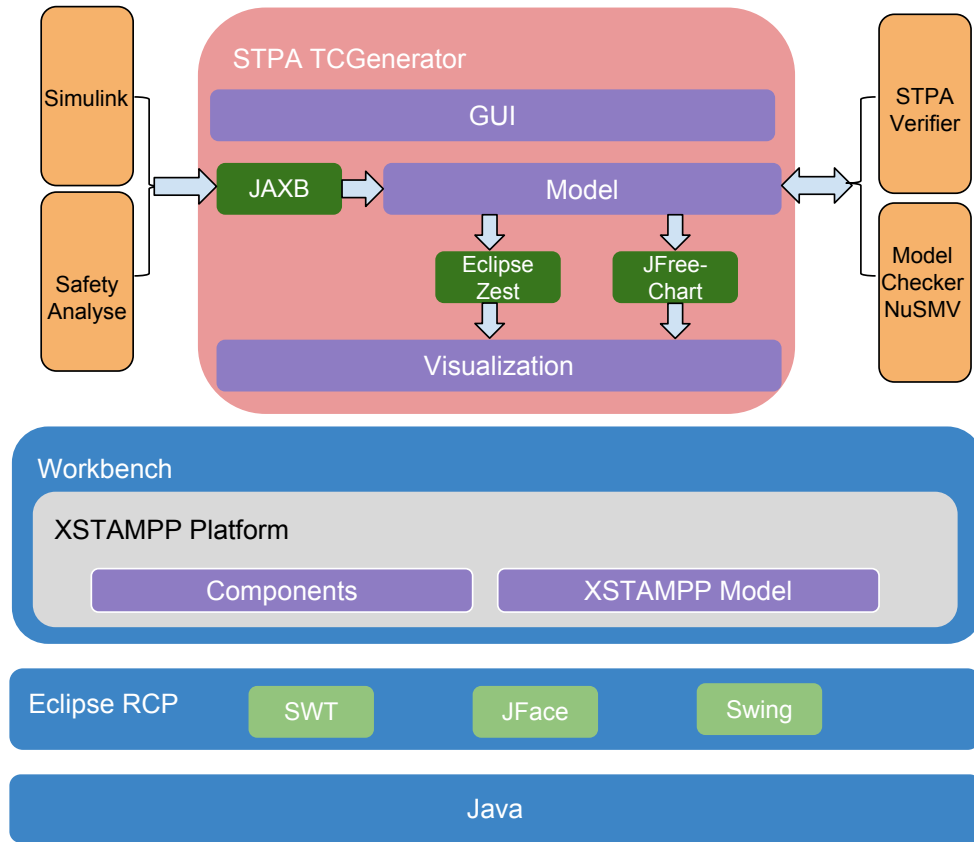 Simulink
Safety
Analyse
STPA TCGenerator
GUI
JAXB
Model
Eclipse
Zest
JFree-
Chart
Visualization
STPA
Verifier
Model
Checker
NuSMV
Workbench
XSTAMPP Platform
Components
XSTAMPP Model
Eclipse RCP
SWT
JFace
Swing
Java